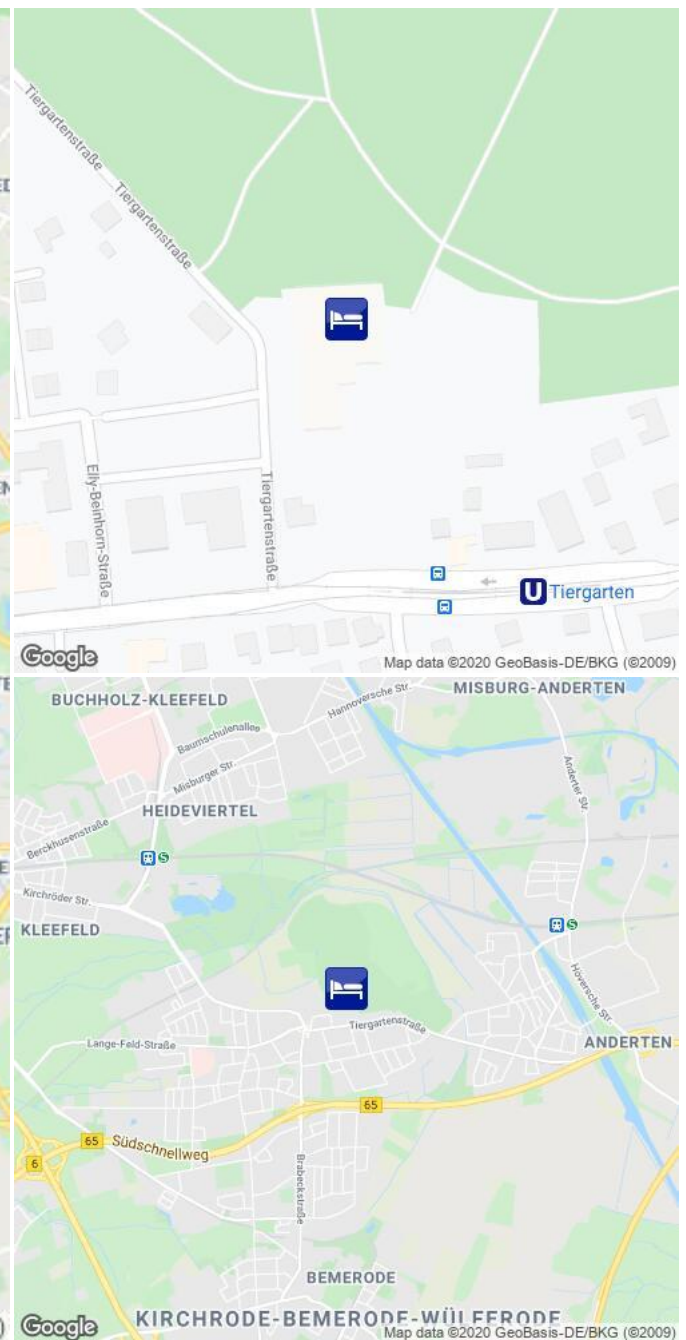 Tiergartenstraße
Tiergartenstraße
Elly-Beinhorn-Straße
Tiergartenstraße
U Tiergarten
Google
Map data ©2020 GeoBasis-DE/BKG (©2009)
BUCHHOLZ-KLEEFELD
MISBURG-ANDERTEN
Hannoversche Str.
Baumschulenallee
Misburger Str.
Anderter Str.
HEIDEVIERTEL
Berckhusenstraße
S
Kirchröder Str.
KLEEFELD
S
Höversche Str.
Tiergartenstraße
Lange-Feld-Straße
ANDERTEN
65
65
Südschnellweg
6
Brabeckstraße
BEMERODE
KIRCHRODE-BEMERODE-WÜLFERODE
Google
Map data ©2020 GeoBasis-DE/BKG (©2009)